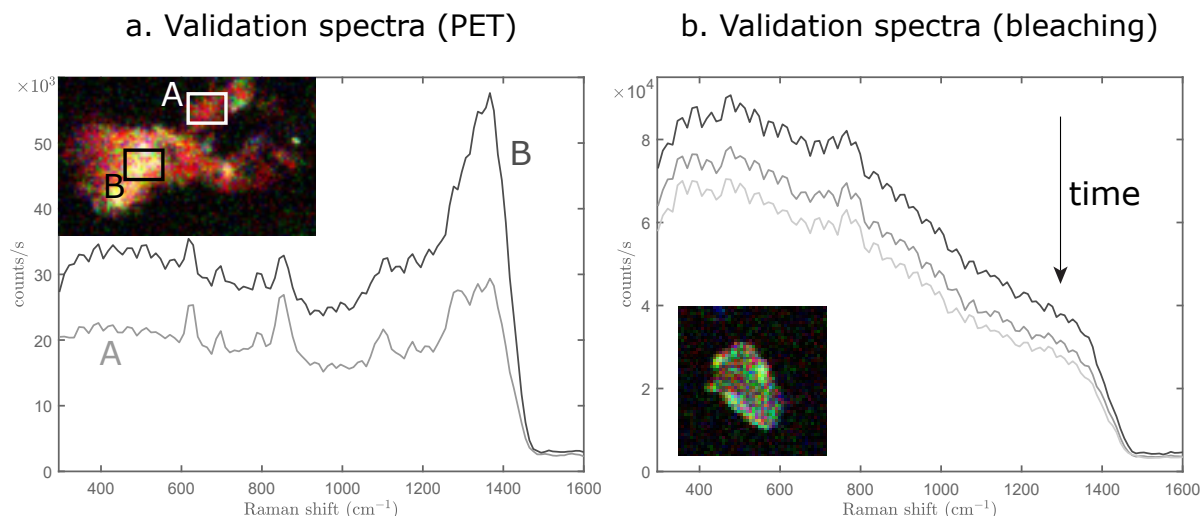 a. Validation spectra (PET)
b. Validation spectra (bleaching)
×10³
50
40
30
20
10
0
counts/s
A
B
B
A
400 600 800 1000 1200 1400 1600
Raman shift (cm⁻¹)
×10⁴
8
6
4
2
0
counts/s
time
400 600 800 1000 1200 1400 1600
Raman shift (cm⁻¹)